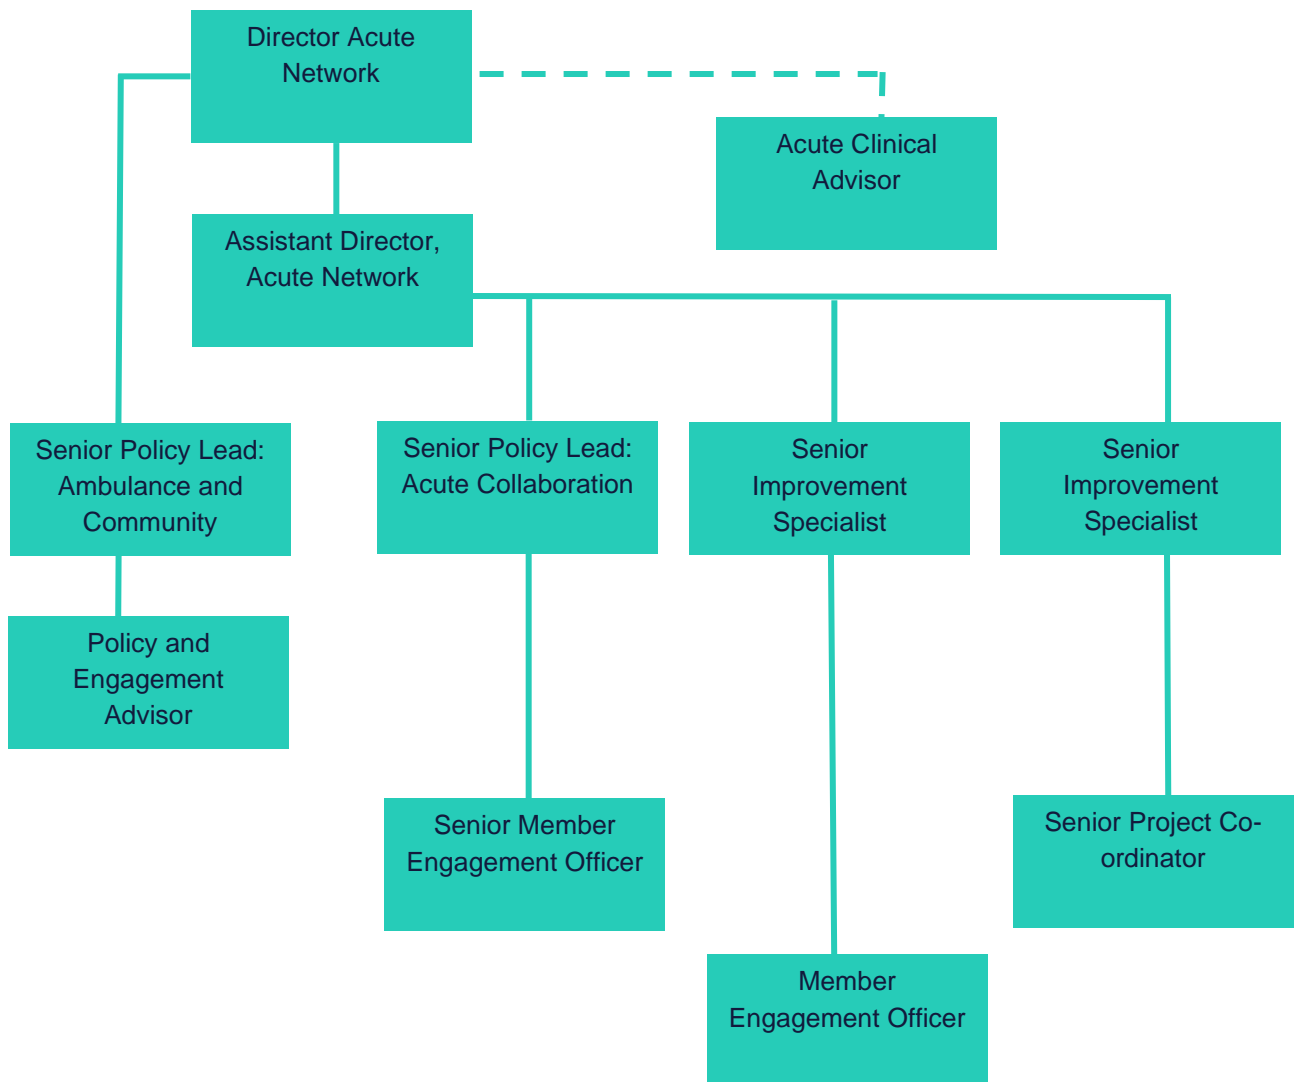 Director Acute
Network
Acute Clinical
Advisor
Assistant Director,
Acute Network
Senior Policy Lead:
Ambulance and
Community
Senior Policy Lead:
Acute Collaboration
Senior
Improvement
Specialist
Senior
Improvement
Specialist
Policy and
Engagement
Advisor
Senior Member
Engagement Officer
Senior Project Co-
ordinator
Member
Engagement Officer